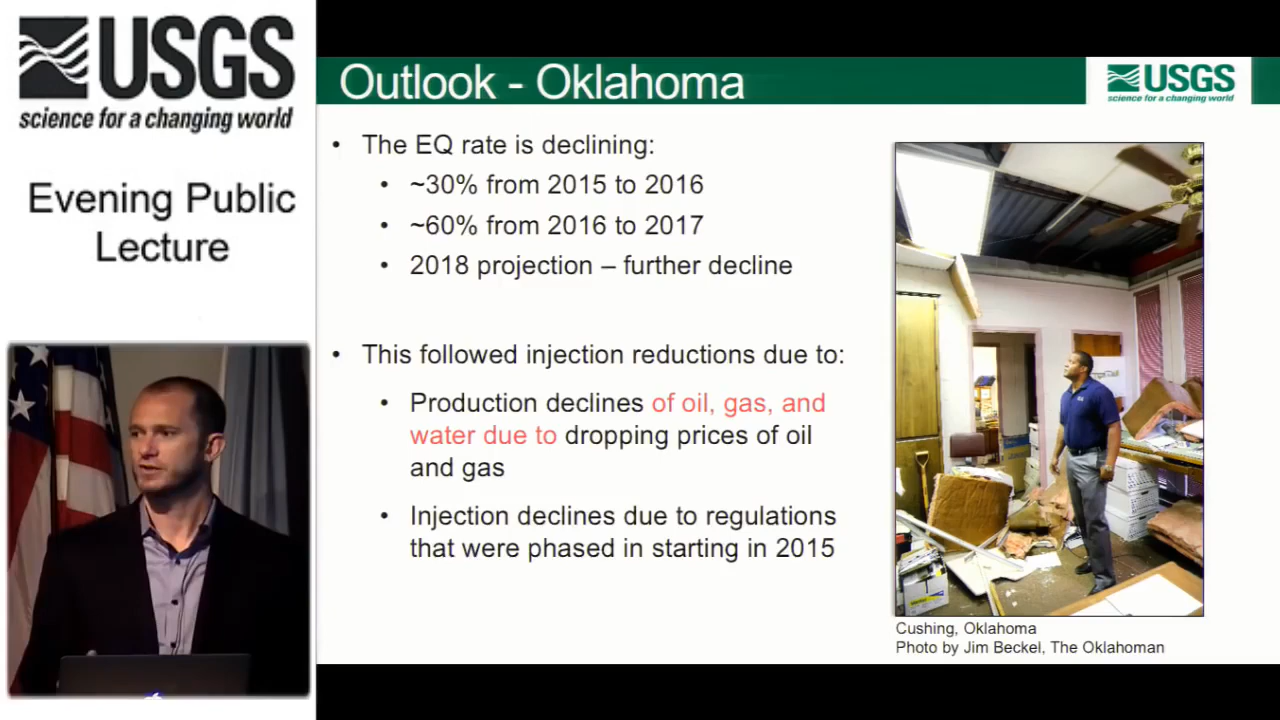 USGS
science for a changing world
Evening Public
Lecture
Outlook - Oklahoma
USGS
science for a changing world
• The EQ rate is declining:
• ~30% from 2015 to 2016
• ~60% from 2016 to 2017
• 2018 projection – further decline
• This followed injection reductions due to:
• Production declines of oil, gas, and
water due to dropping prices of oil
and gas
• Injection declines due to regulations
that were phased in starting in 2015
Cushing, Oklahoma
Photo by Jim Beckel, The Oklahoman